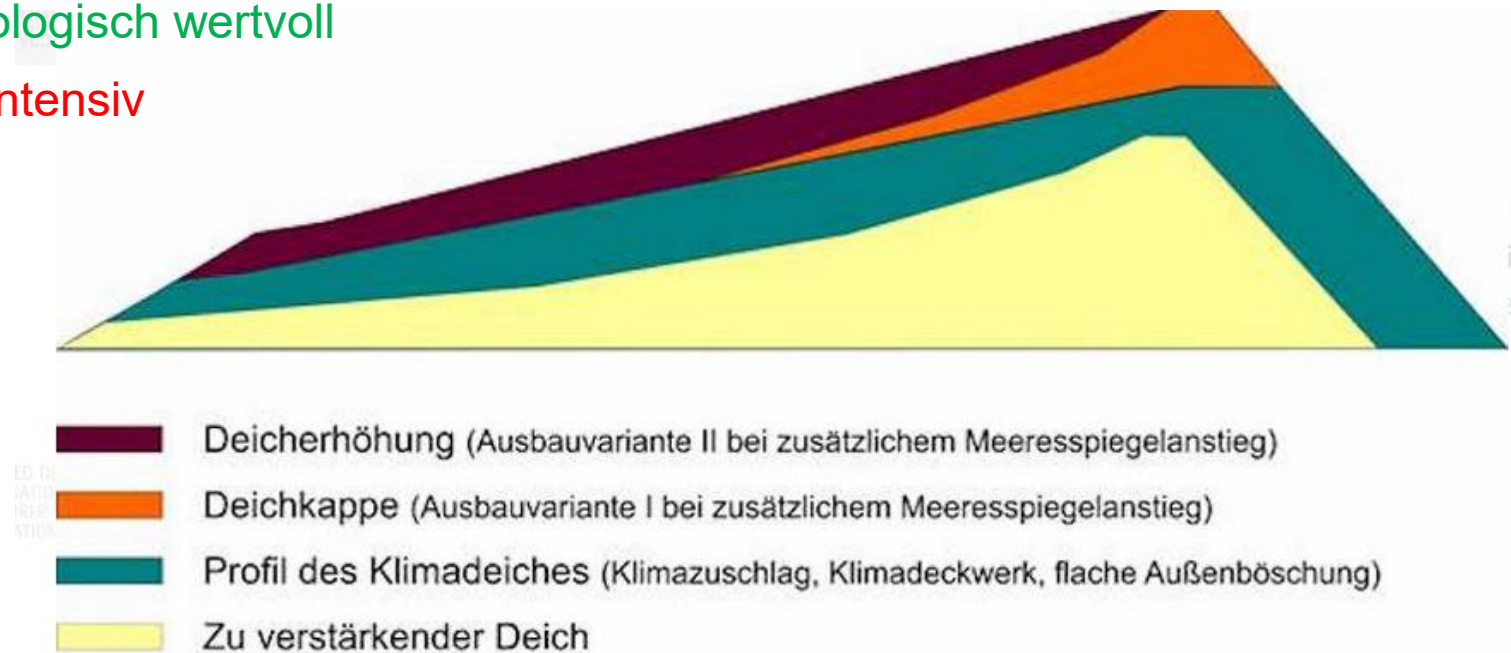 ologisch wertvoll
ntensiv
Deicherhöhung (Ausbauvariante II bei zusätzlichem Meeresspiegelanstieg)
Deichkappe (Ausbauvariante I bei zusätzlichem Meeresspiegelanstieg)
Profil des Klimadeiches (Klimazuschlag, Klimadeckwerk, flache Außenböschung)
Zu verstärkender Deich